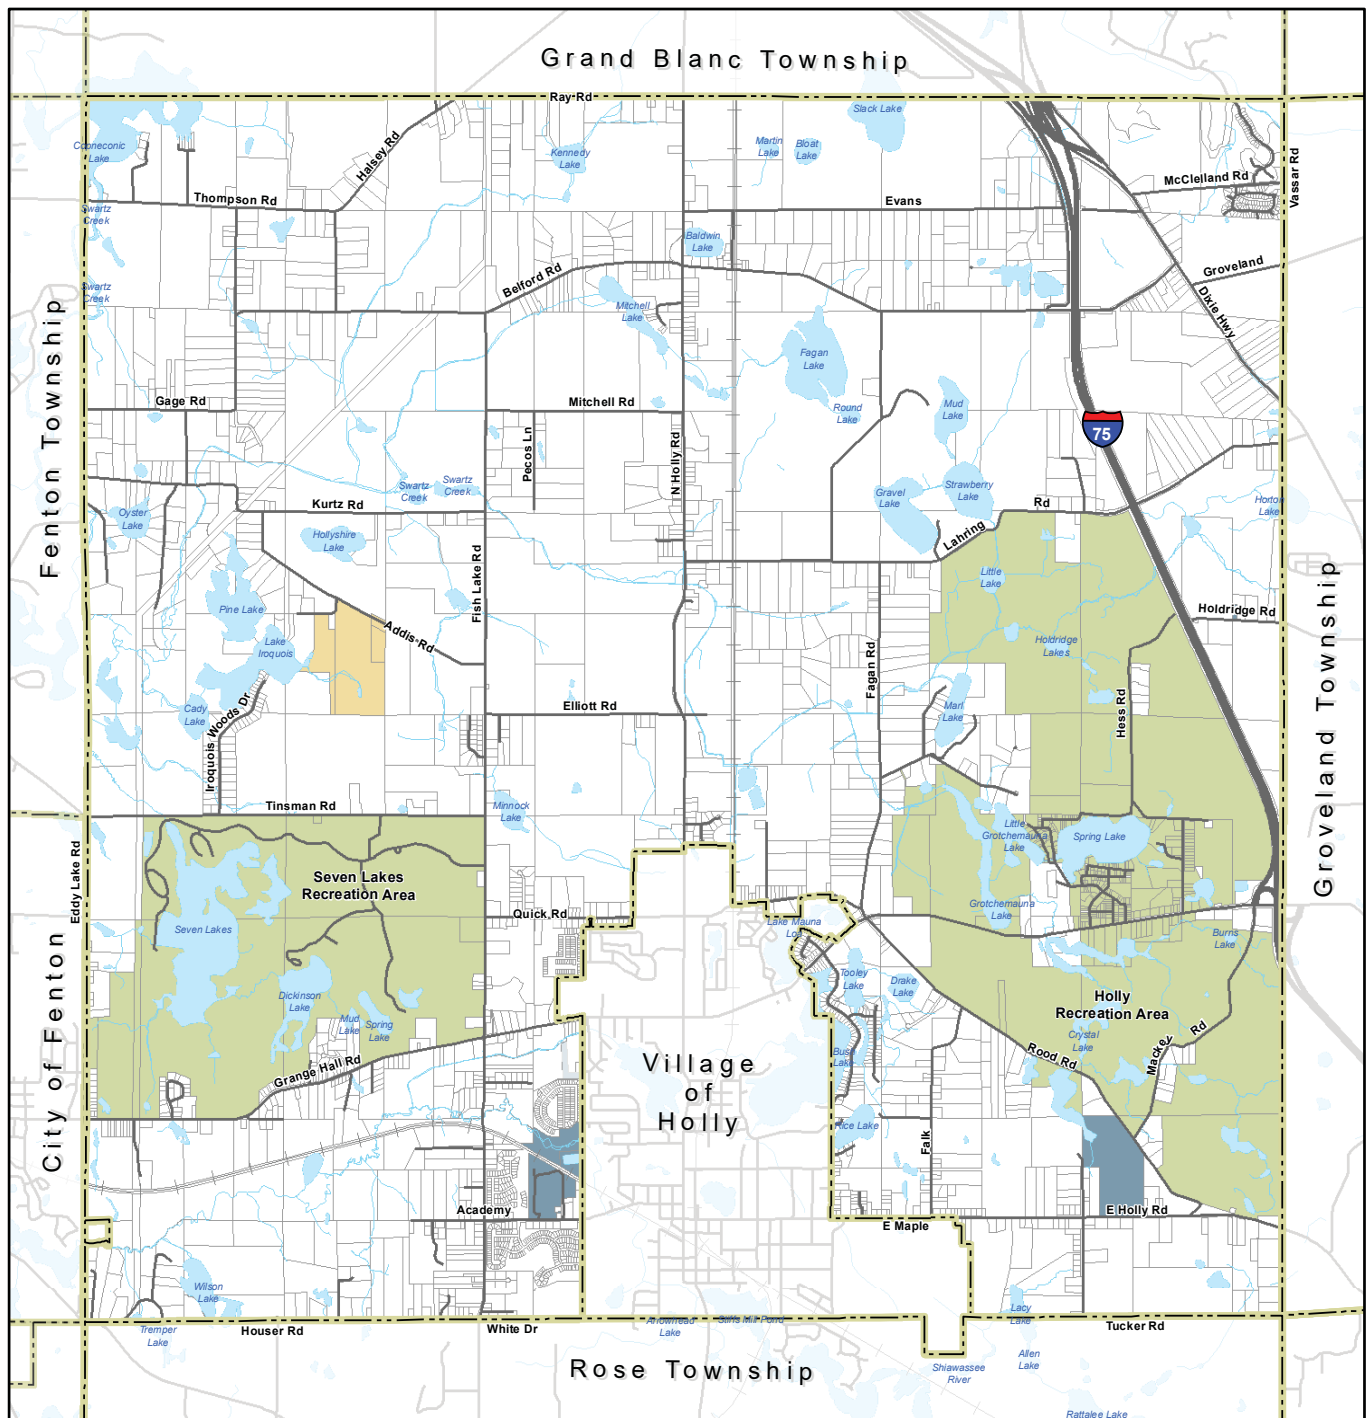 Grand Blanc Township
Ray Rd
Slack Lake
Coneconic
Lake
Halsey Rd
Kennedy
Lake
Martin
Lake
Bloat
Lake
Vassar Rd
McClelland Rd
Thompson Rd
Evans
Swartz
Creek
Baldwin
Lake
Groveland
Belford Rd
Swartz
Creek
Mitchell
Lake
Dixie Hwy
Fenton Township
Fagan
Lake
Gage Rd
Mitchell Rd
Round
Lake
Mud
Lake
75
Pecos Ln
N Holly Rd
Swartz
Creek
Swartz
Creek
Kurtz Rd
Gravel
Lake
Strawberry
Lake
Rd
Horton
Lake
Oyster
Lake
Hollyshire
Lake
Lahring
Fish Lake Rd
Little
Lake
Pine Lake
Holdridge Rd
Groveland Township
Lake
Iroquois
Addis Rd
Fagan Rd
Holdridge
Lakes
Cady
Lake
Iroquois Woods Dr
Elliott Rd
Marl
Lake
Hess Rd
Tinsman Rd
Minnock
Lake
Little
Grotchemauna
Lake
Spring Lake
Eddy Lake Rd
Seven Lakes
Recreation Area
Quick Rd
Lake Mauna
Loa
Grotchemauna
Lake
Seven Lakes
Burns
Lake
City of Fenton
Tooley
Lake
Drake
Lake
Dickinson
Lake
Mud
Lake
Spring
Lake
Holly
Recreation Area
Crystal
Lake
Rood Rd
Mackey Rd
Village
of
Holly
Bush
Lake
Grange Hall Rd
Falk
Academy
E Holly Rd
E Maple
Wilson
Lake
Lacy
Lake
Tremper
Lake
Houser Rd
White Dr
Lake
Tucker Rd
Rose Township
Shiawassee
River
Allen
Lake
Rattalee Lake